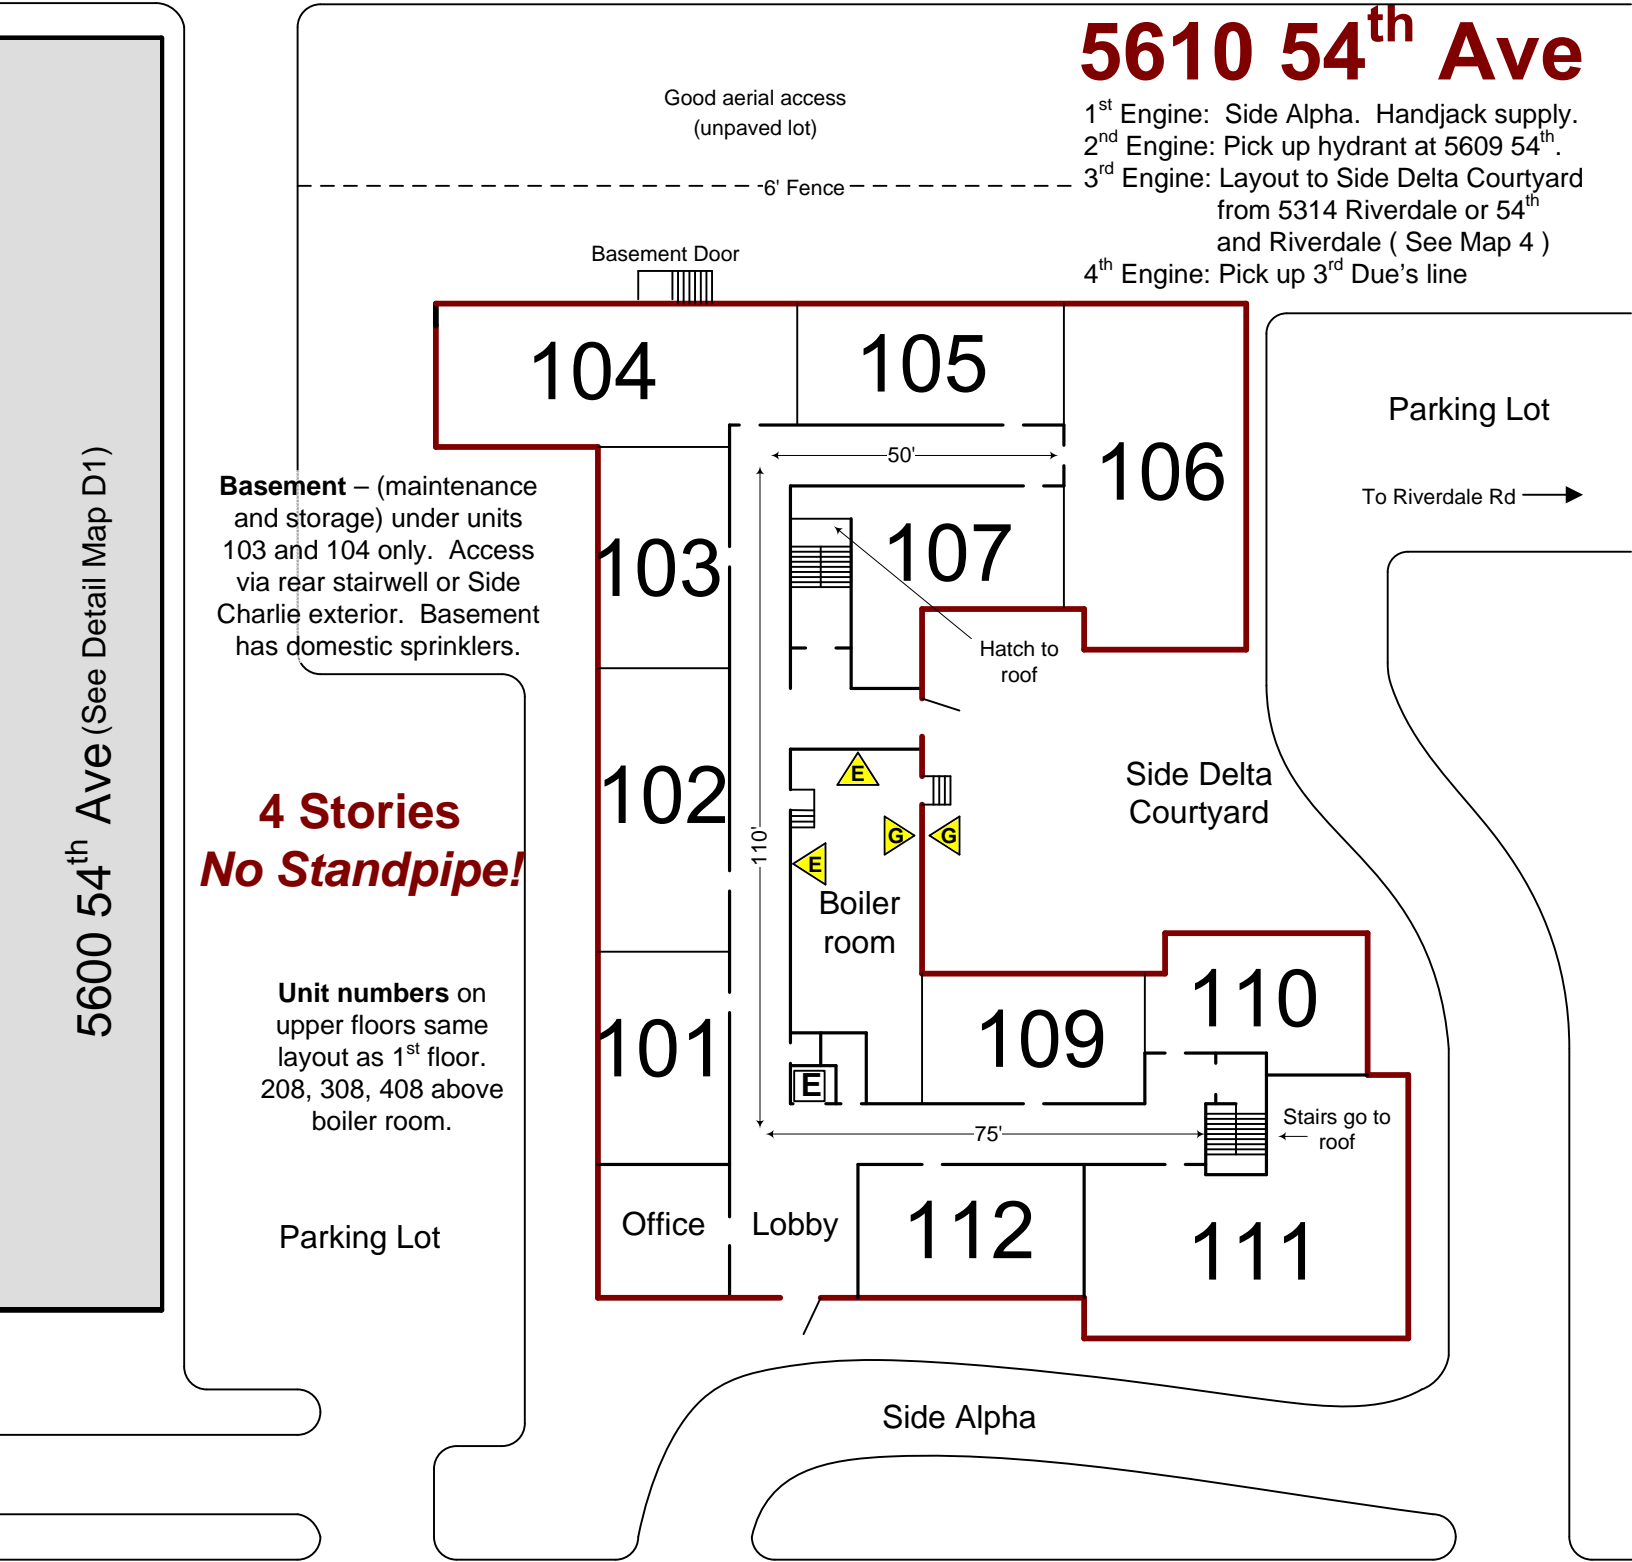 5610 54th Ave
1st Engine: Side Alpha. Handjack supply.
2nd Engine: Pick up hydrant at 5609 54th.
3rd Engine: Layout to Side Delta Courtyard
from 5314 Riverdale or 54th
and Riverdale ( See Map 4 )
4th Engine: Pick up 3rd Due's line
Good aerial access
(unpaved lot)
6' Fence
Basement Door
104
105
106
Parking Lot
To Riverdale Rd
50'
Basement – (maintenance
and storage) under units
103 and 104 only. Access
via rear stairwell or Side
Charlie exterior. Basement
has domestic sprinklers.
103
107
Hatch to
roof
5600 54th Ave (See Detail Map D1)
4 Stories
No Standpipe!
102
110'
E
G
G
E
Boiler
room
Side Delta
Courtyard
Unit numbers on
upper floors same
layout as 1st floor.
208, 308, 408 above
boiler room.
101
E
109
110
75'
Stairs go to
roof
Parking Lot
Office
Lobby
112
111
Side Alpha